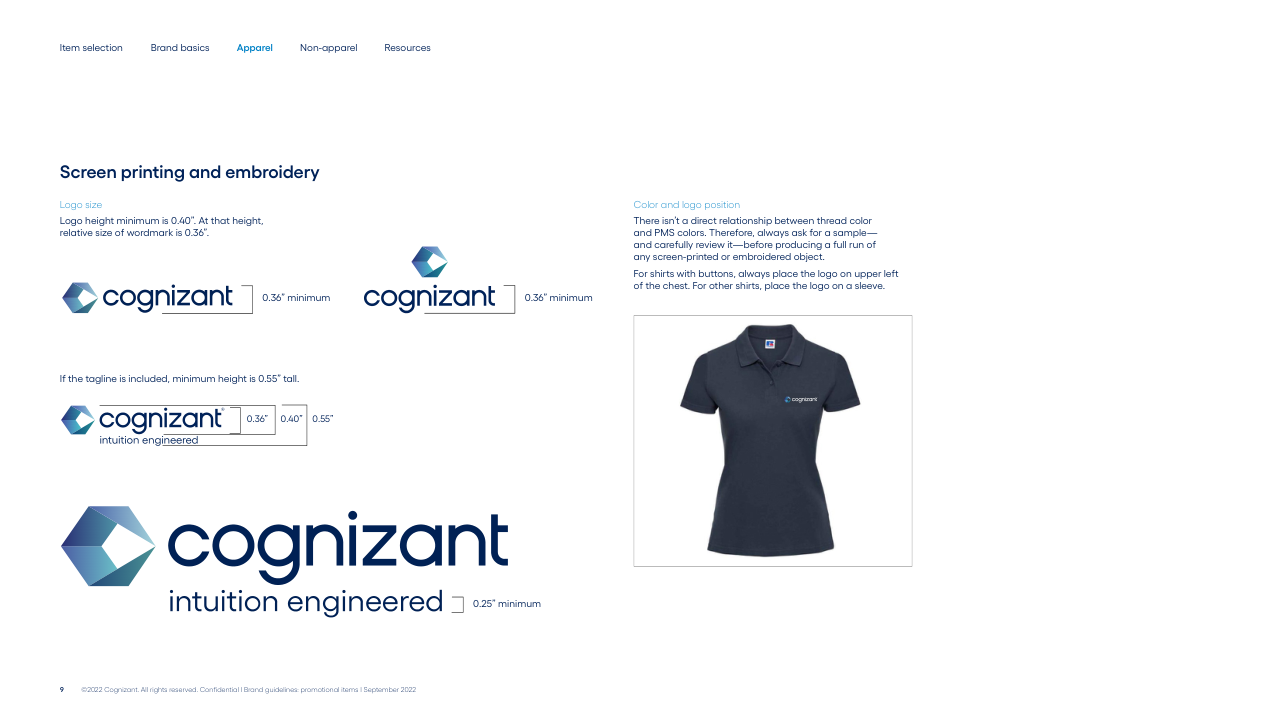 Item selection
Brand basics
Apparel
Non-apparel
Resources
Screen printing and embroidery
Logo size
Logo height minimum is 0.40”. At that height,
relative size of wordmark is 0.36”.
cognizant
0.36” minimum
cognizant
0.36” minimum
If the tagline is included, minimum height is 0.55” tall.
cognizant®
0.36”
0.40”
0.55”
intuition engineered
cognizant
intuition engineered
0.25” minimum
Color and logo position
There isn’t a direct relationship between thread color
and PMS colors. Therefore, always ask for a sample—
and carefully review it—before producing a full run of
any screen-printed or embroidered object.
For shirts with buttons, always place the logo on upper left
of the chest. For other shirts, place the logo on a sleeve.
cognizant
9
©2022 Cognizant. All rights reserved. Confidential | Brand guidelines: promotional items | September 2022